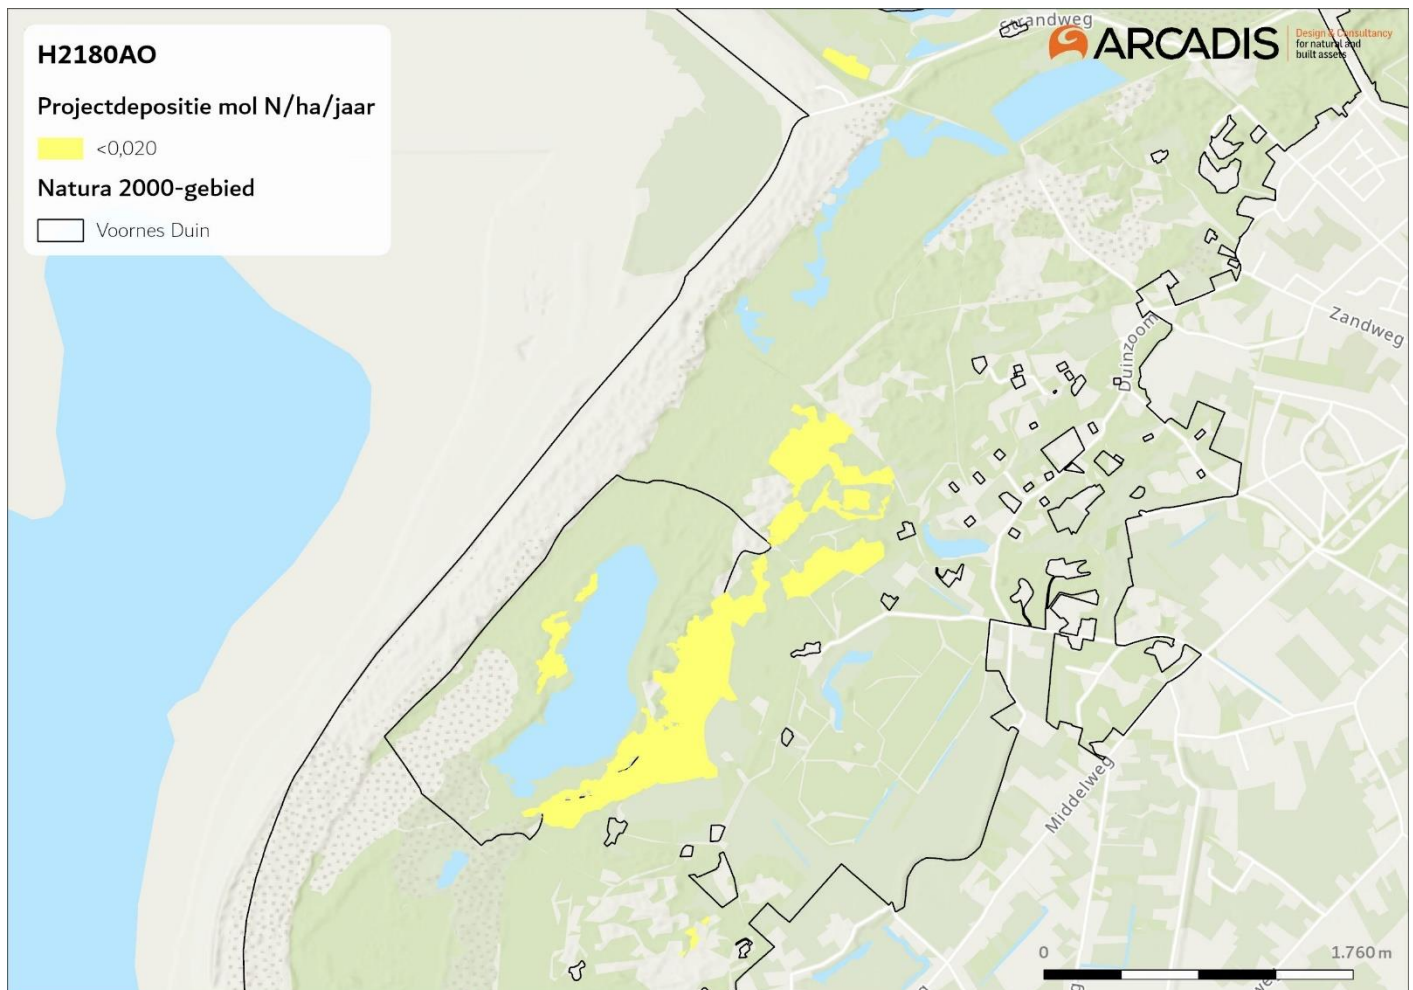 H2180AO
Projectdepositie mol N/ha/jaar
<0,020
Natura 2000-gebied
Voornes Duin
Strandweg
ARCADIS
Design & Consultancy
for natural and
built assets
Zandweg
Duinzoom
Middelweg
0
1.760 m